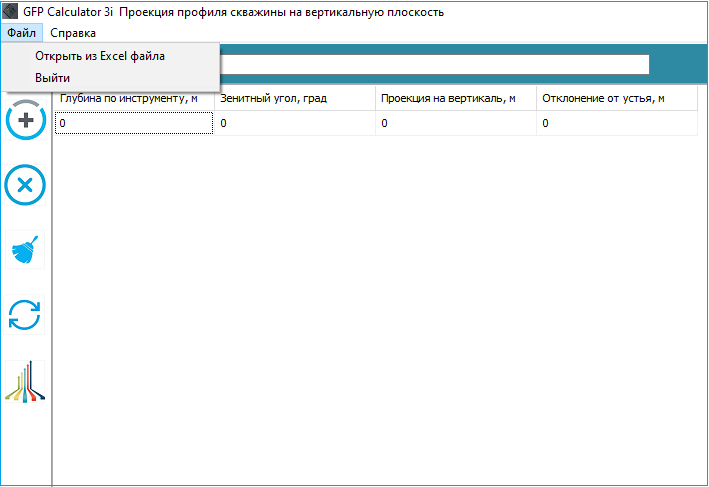 GFP Calculator 3i Проекция профиля скважины на вертикальную плоскость
Файл Справка
Открыть из Excel файла
Выйти
Глубина по инструменту, м Зенитный угол, град Проекция на вертикаль, м Отклонение от устья, м
0 0 0 0